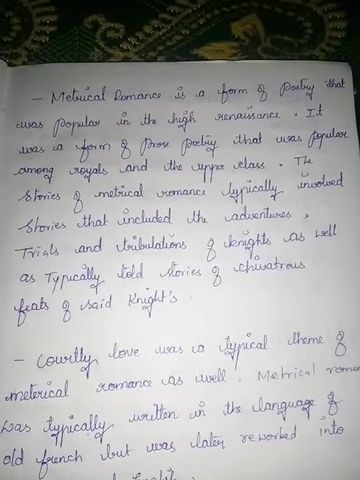 - Metrical Romance is a form of Poetry that
was popular in the high renaissance. It
was a form of Prose Poetry that was popular
among royals and the upper class. The
Stories of metrical romance typically involved
Stories that included the adventures,
Trials and tribulations of knights as well
as Typically told stories of chivatrous
feats of said Knight's.
- Courtly love was a typical theme of
meterical romance as well. Metrical roman
was typically written in the language of
old french but was later reworked into